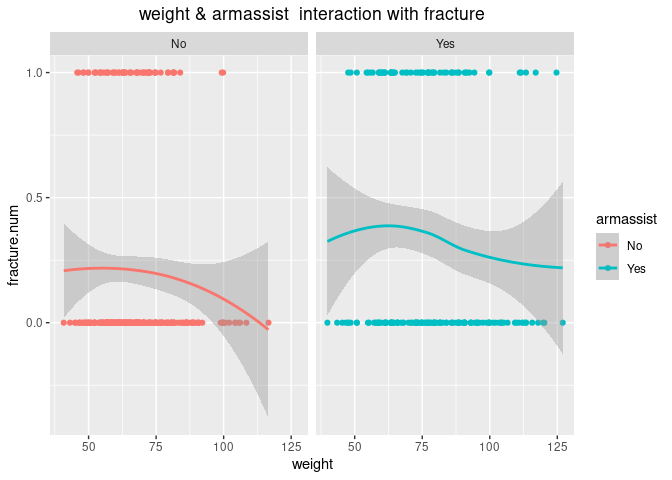 weight & armassist  interaction with fracture
No
Yes
1.0
0.5
0.0
fracture.num
50
75
100
125
50
75
100
125
weight
armassist
No
Yes